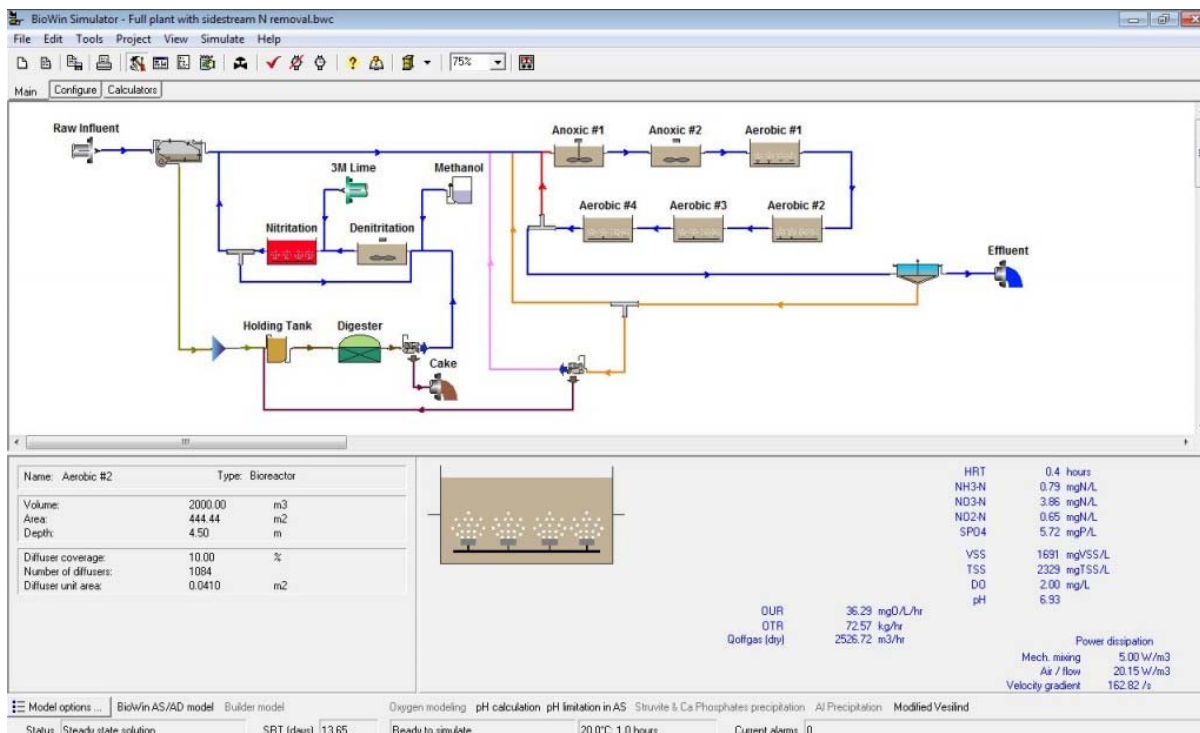 BioWin Simulator - Full plant with sidestream N removal.bwc
File Edit Tools Project View Simulate Help
75%
Main Configure Calculators
Raw Influent
3M Lime
Methanol
Nitritation
Denitritation
Anoxic #1 Anoxic #2 Aerobic #1
Aerobic #4 Aerobic #3 Aerobic #2
Effluent
Holding Tank Digester
Cake
Name: Aerobic #2 Type: Bioreactor
Volume: 2000.00 m3
Area: 444.44 m2
Depth: 4.50 m
Diffuser coverage: 10.00 %
Number of diffusers: 1084
Diffuser unit area: 0.0410 m2
OUR 36.29 mgO/L/hr
OTR 72.57 kg/hr
Qoffgas (dry) 2526.72 m3/hr
HRT 0.4 hours
NH3-N 0.79 mgN/L
NO3-N 3.86 mgN/L
NO2-N 0.65 mgN/L
SPO4 5.72 mgP/L
VSS 1691 mgVSS/L
TSS 2329 mgTSS/L
DO 2.00 mg/L
pH 6.93
Power dissipation
Mech. mixing 5.00 W/m3
Air / flow 20.15 W/m3
Velocity gradient 162.82 /s
Model options ... BioWin AS/AD model Builder model Oxygen modeling pH calculation pH limitation in AS Struvite & Ca Phosphates precipitation Al Precipitation Modified Vesilind
Status Steady state solution SRT (days) 13.65 Ready to simulate 20.0°C; 1.0 hours Current alarms 0